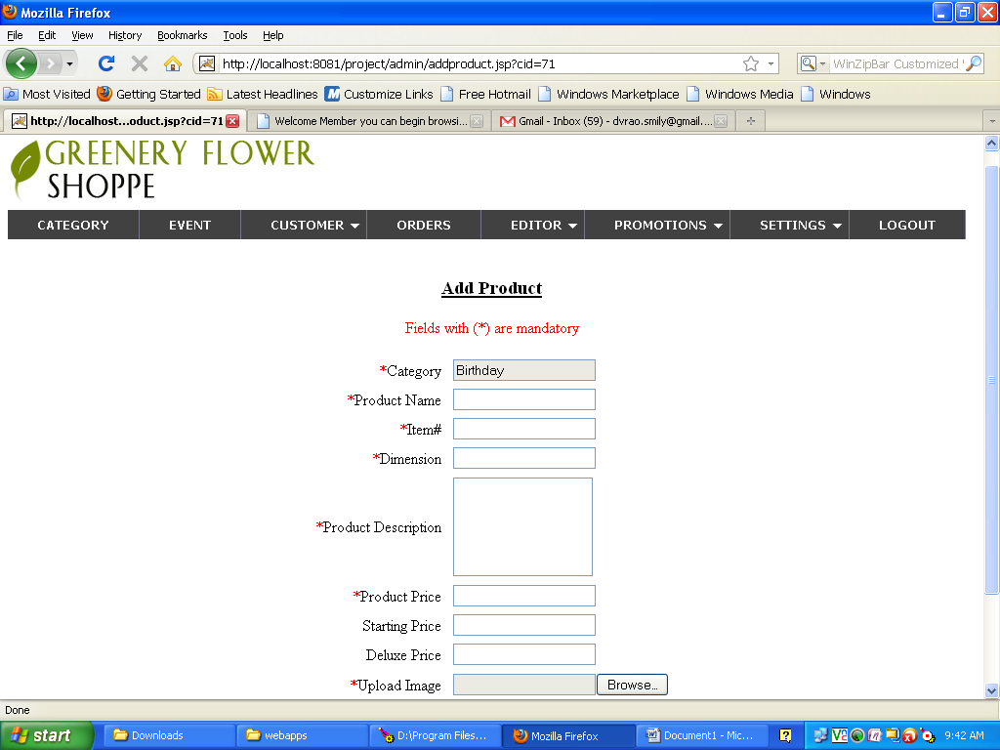 Mozilla Firefox
File Edit View History Bookmarks Tools Help
http://localhost:8081/project/admin/addproduct.jsp?cid=71
WinZipBar Customized
Most Visited Getting Started Latest Headlines Customize Links Free Hotmail Windows Marketplace Windows Media Windows
http://localhost...oduct.jsp?cid=71 Welcome Member you can begin browsi... Gmail - Inbox (59) - dvrao.smily@gmail....
GREENERY FLOWER
SHOPPE
CATEGORY EVENT CUSTOMER ORDERS EDITOR PROMOTIONS SETTINGS LOGOUT
Add Product
Fields with (*) are mandatory
*Category Birthday
*Product Name
*Item#
*Dimension
*Product Description
*Product Price
Starting Price
Deluxe Price
*Upload Image Browse...
Done
start Downloads webapps D:\Program Files... Mozilla Firefox Document1 - Mic... 9:42 AM